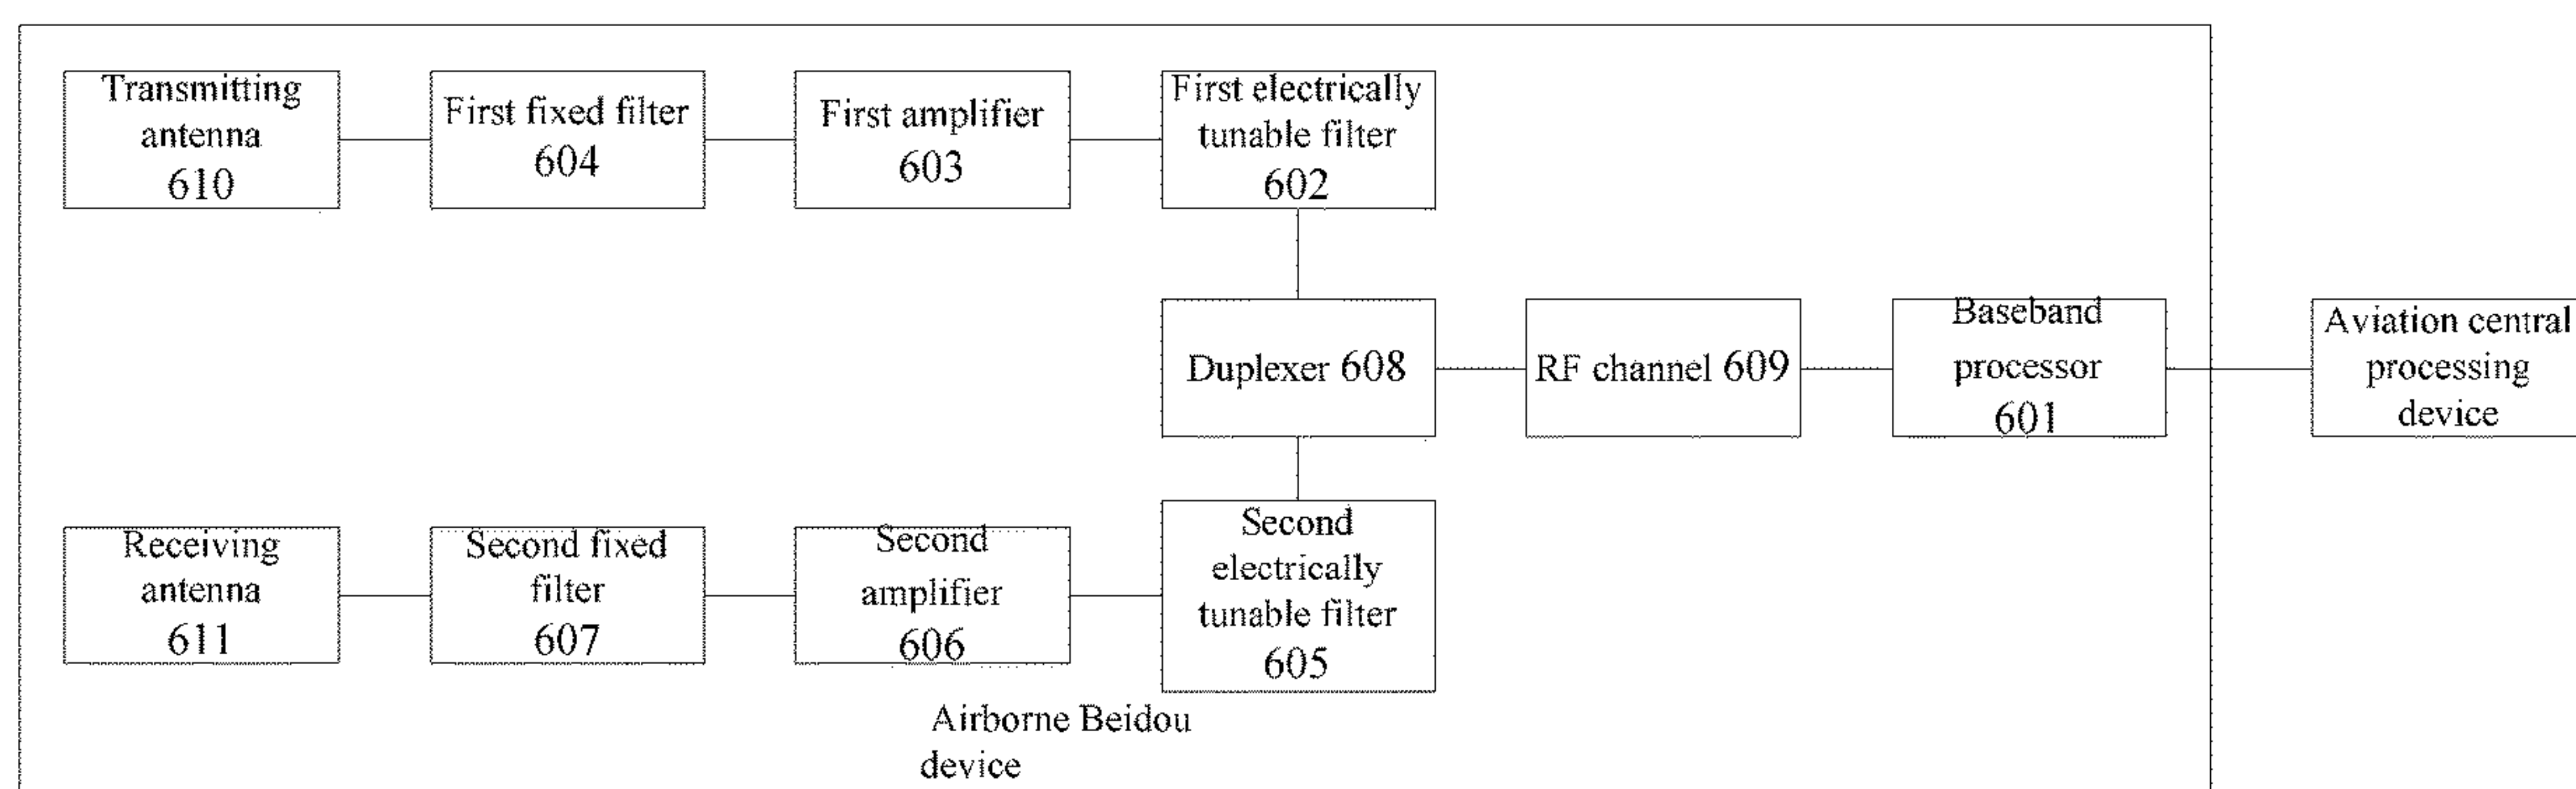 Transmitting
antenna
610
First fixed filter
604
First amplifier
603
First electrically
tunable filter
602
Duplexer 608
RF channel 609
Baseband
processor
601
Aviation central
processing
device
Receiving
antenna
611
Second fixed
filter
607
Second
amplifier
606
Second
electrically
tunable filter
605
Airborne Beidou
device